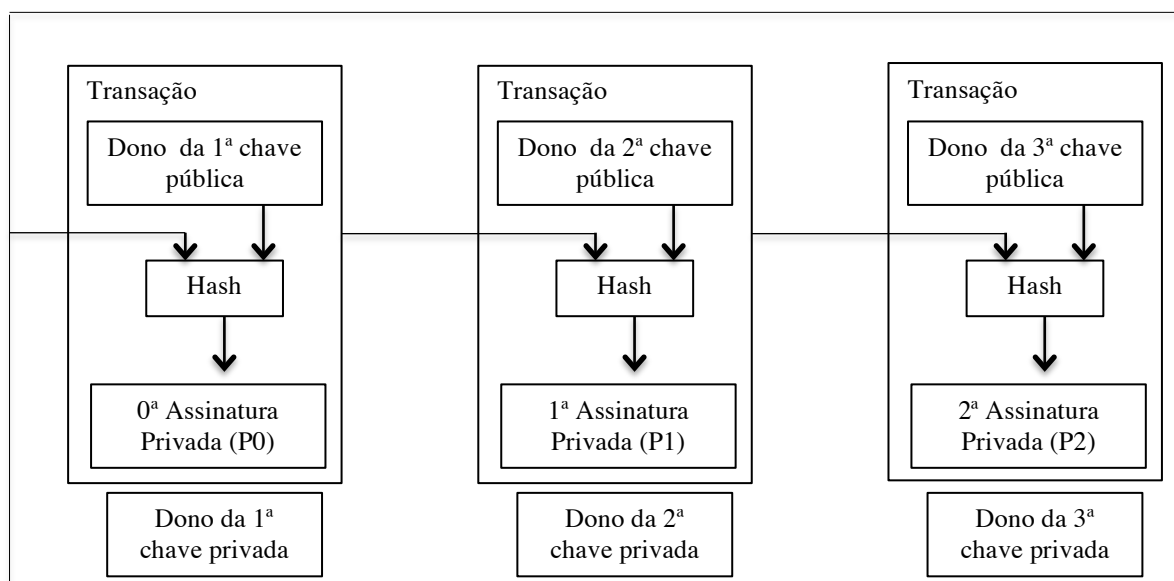 Transação
Dono da 1ª chave
pública
Hash
0ª Assinatura
Privada (P0)
Dono da 1ª
chave privada
Transação
Dono da 2ª chave
pública
Hash
1ª Assinatura
Privada (P1)
Dono da 2ª
chave privada
Transação
Dono da 3ª chave
pública
Hash
2ª Assinatura
Privada (P2)
Dono da 3ª
chave privada